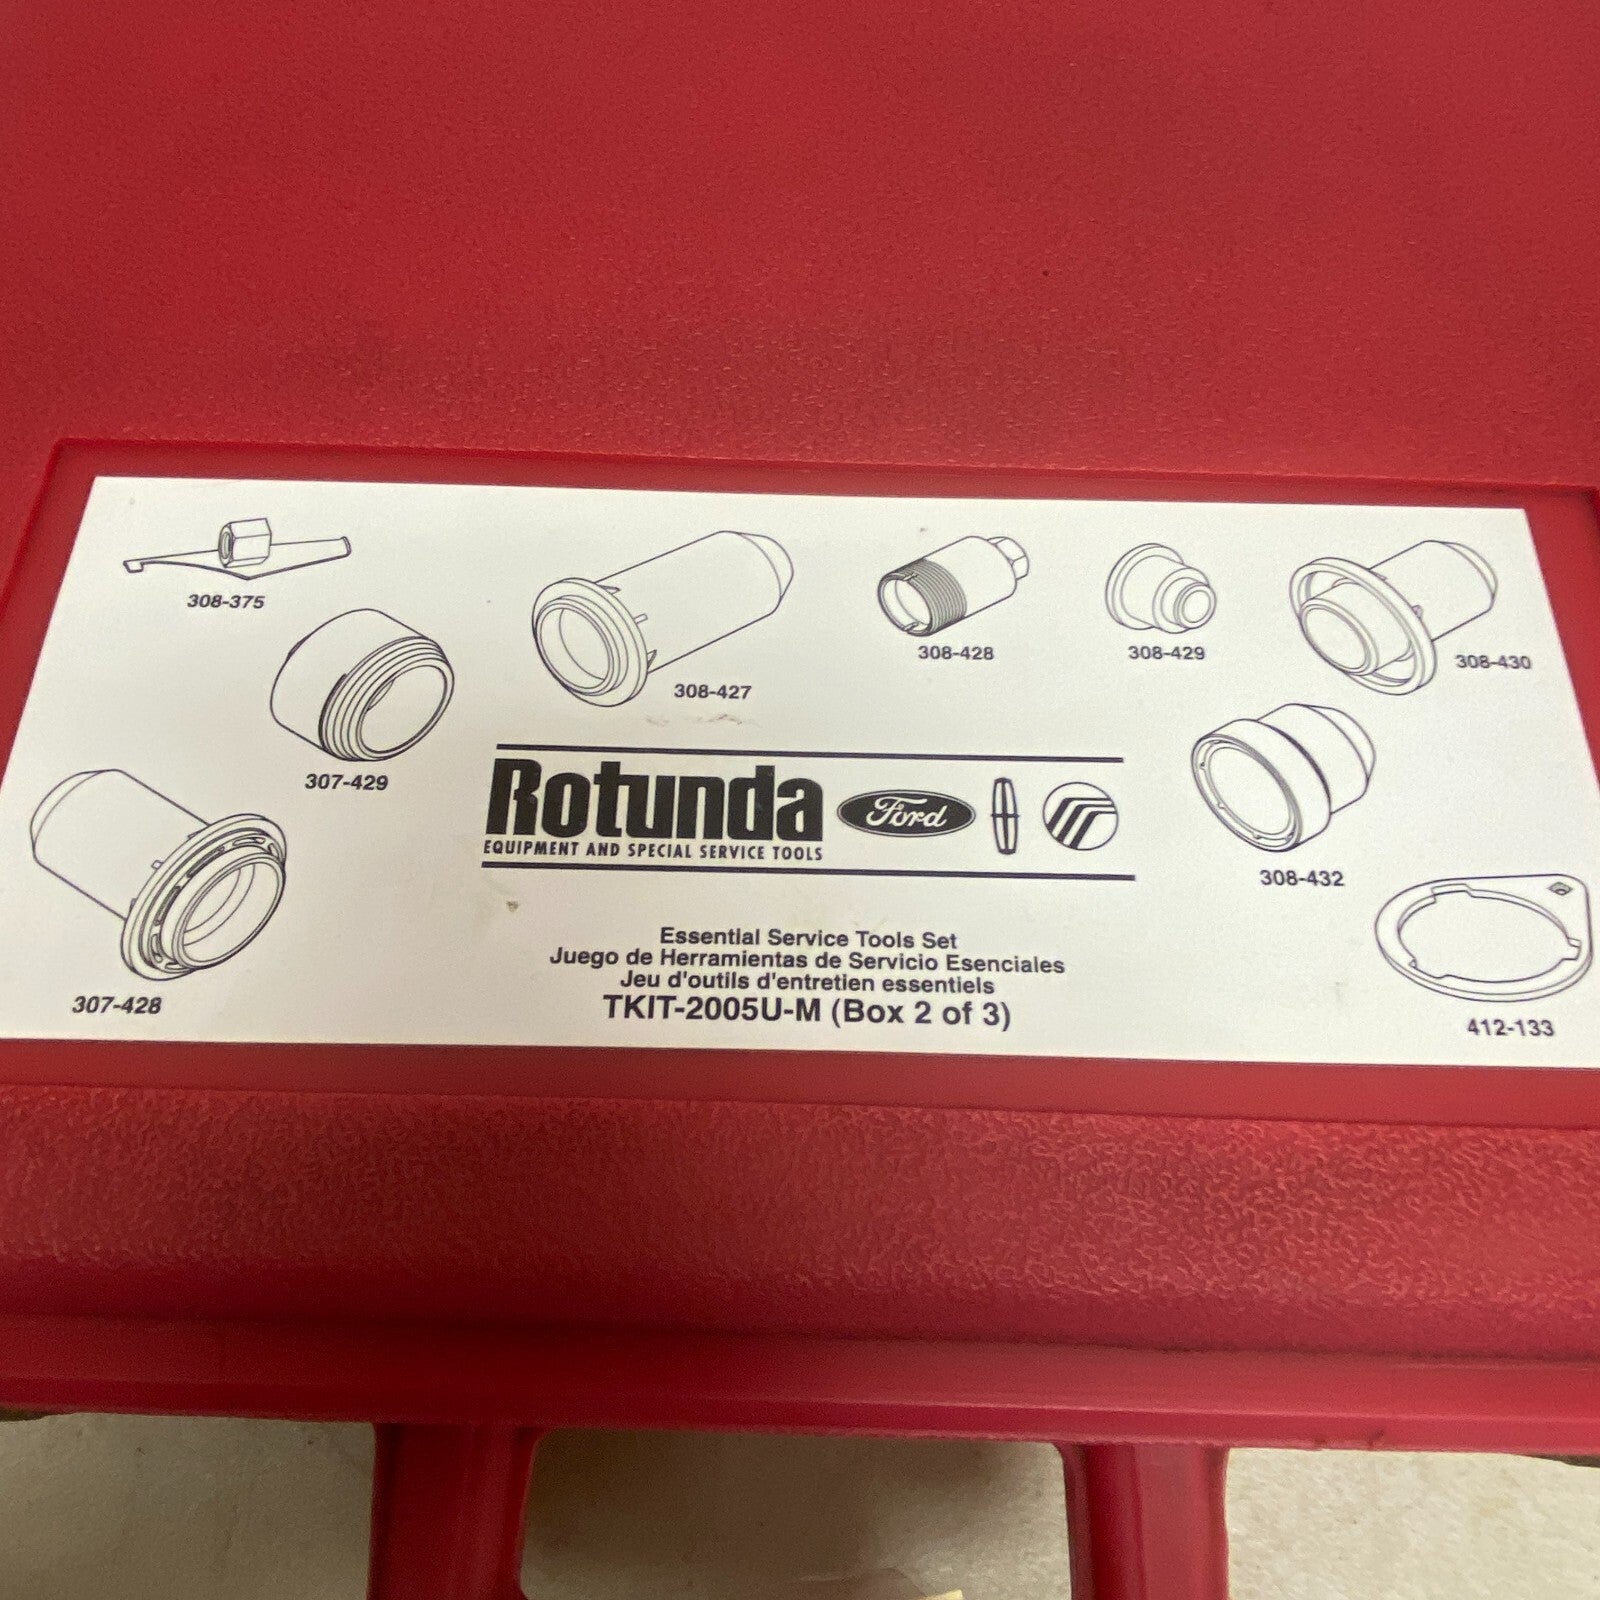 308-375
308-427
308-428
308-429
308-430
307-429
307-428
308-432
412-133
Rotunda
EQUIPMENT AND SPECIAL SERVICE TOOLS
Ford
Essential Service Tools Set
Juego de Herramientas de Servicio Esenciales
Jeu d'outils d'entretien essentiels
TKIT-2005U-M (Box 2 of 3)